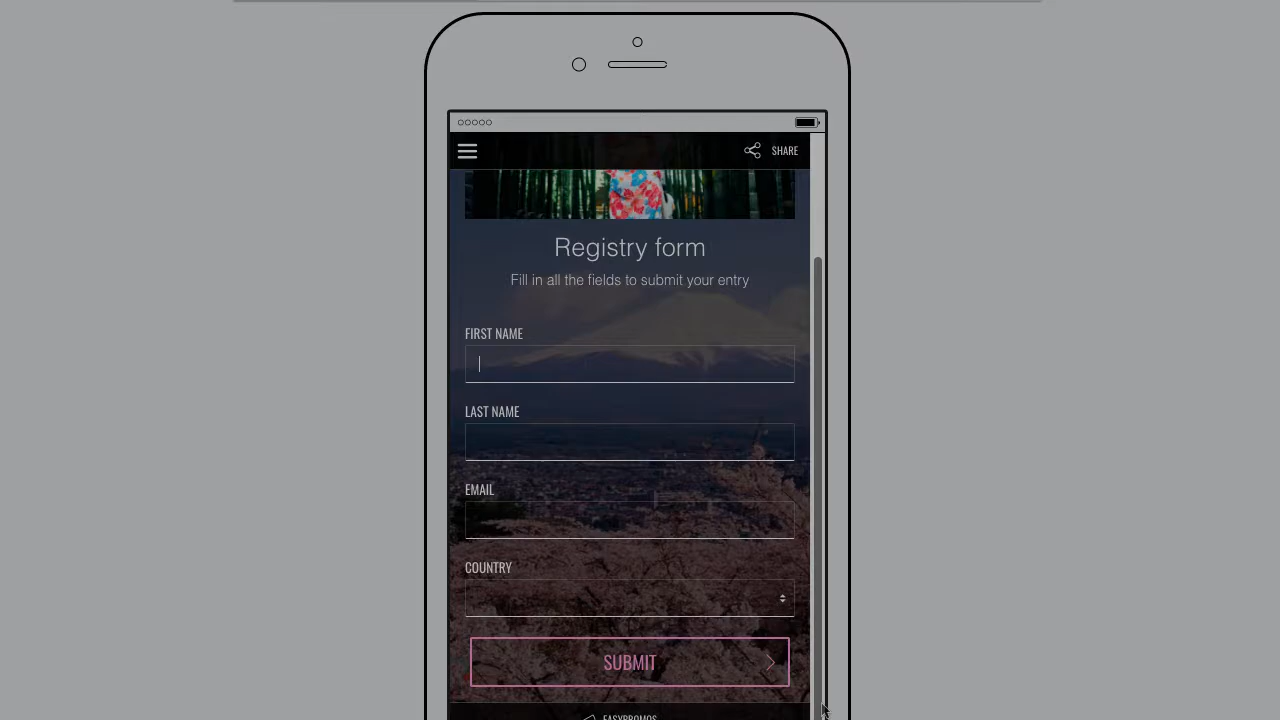 SHARE
Registry form
Fill in all the fields to submit your entry
FIRST NAME
LAST NAME
EMAIL
COUNTRY
SUBMIT
EASYPROMOS